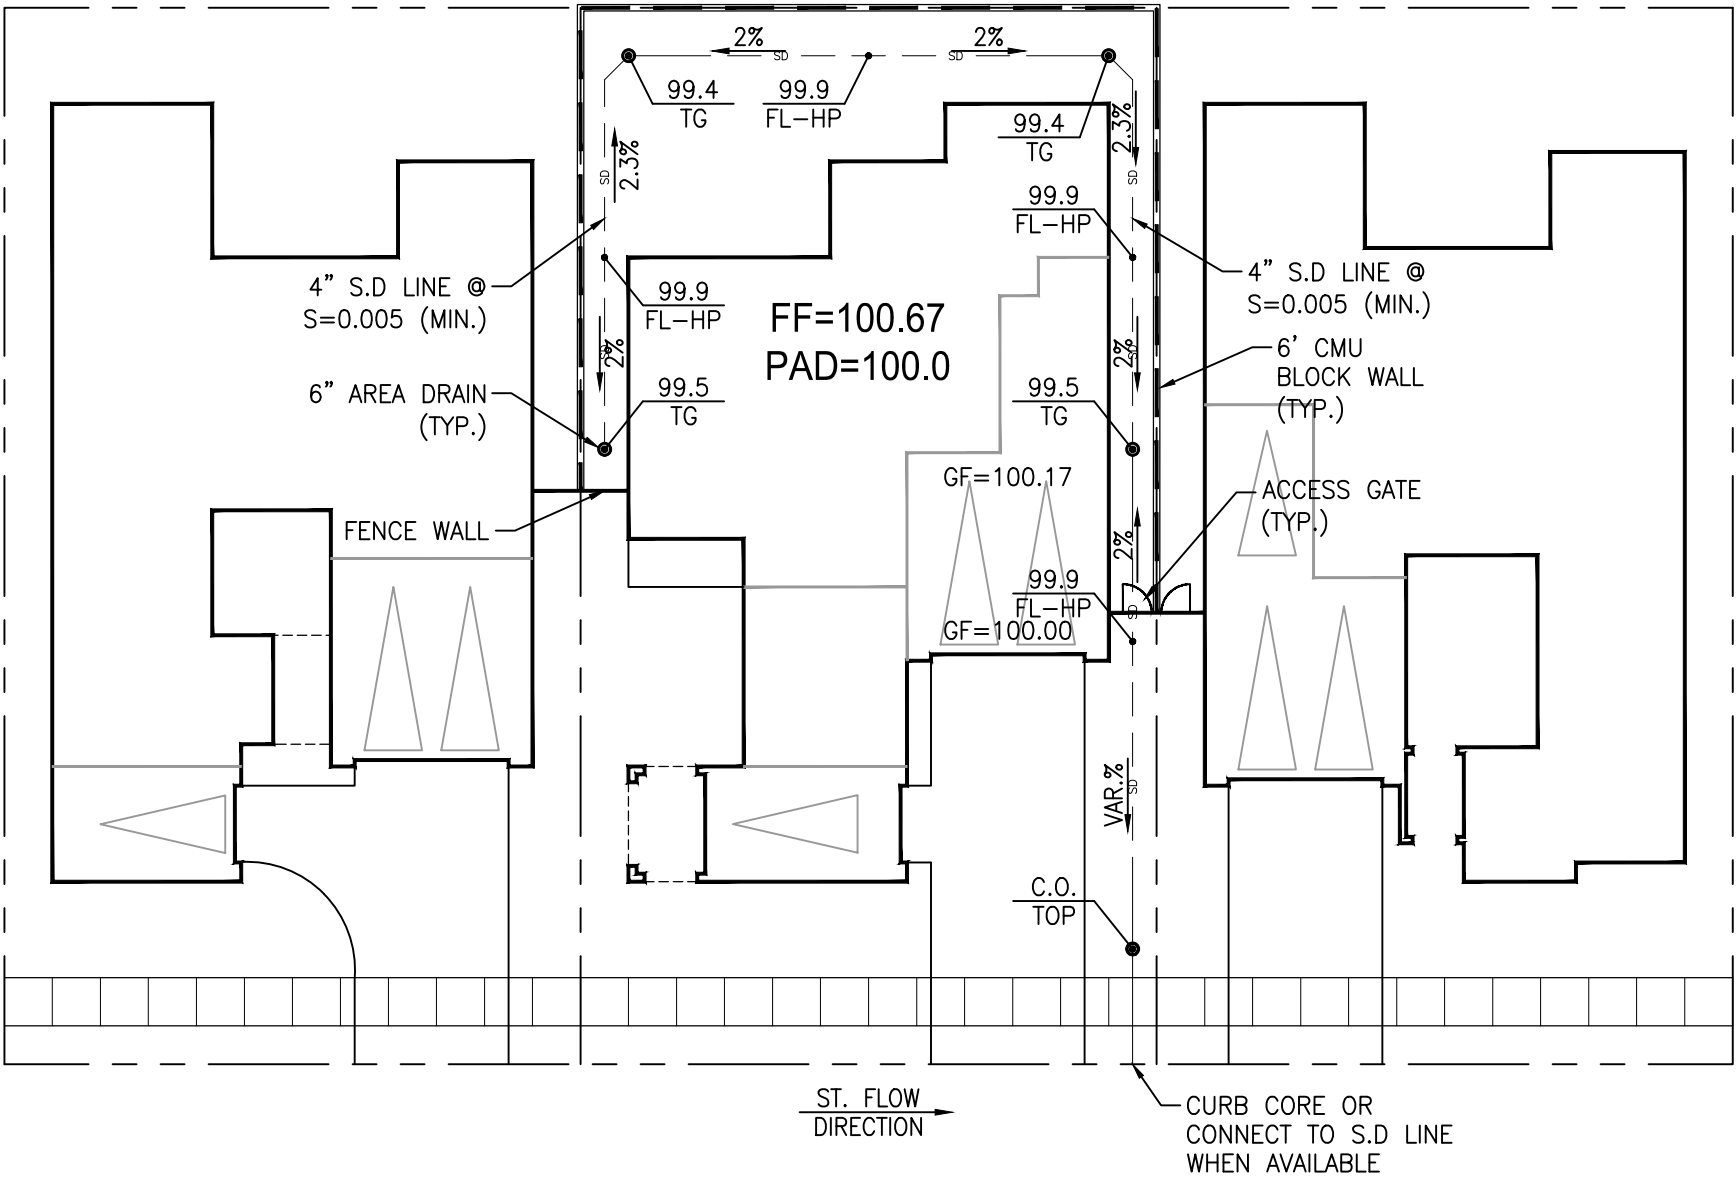 2%
SD
SD
2%
99.4
TG
99.9
FL-HP
99.4
TG
2.3%
SD
2.3%
SD
99.9
FL-HP
4" S.D LINE @
S=0.005 (MIN.)
99.9
FL-HP
FF=100.67
PAD=100.0
4" S.D LINE @
S=0.005 (MIN.)
2%
SD
2%
SD
6' CMU
BLOCK WALL
(TYP.)
6" AREA DRAIN
(TYP.)
99.5
TG
99.5
TG
GF=100.17
ACCESS GATE
(TYP.)
FENCE WALL
2%
99.9
FL-HP
SD
GF=100.00
VAR.%
SD
C.O.
TOP
ST. FLOW
DIRECTION
CURB CORE OR
CONNECT TO S.D LINE
WHEN AVAILABLE